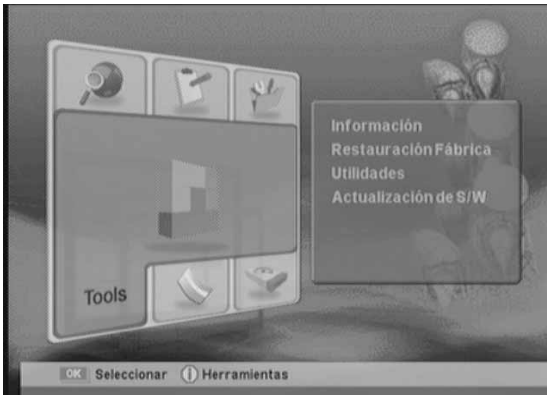 Información
Restauración Fábrica
Utilidades
Actualización de S/W
Tools
OK Seleccionar i Herramientas